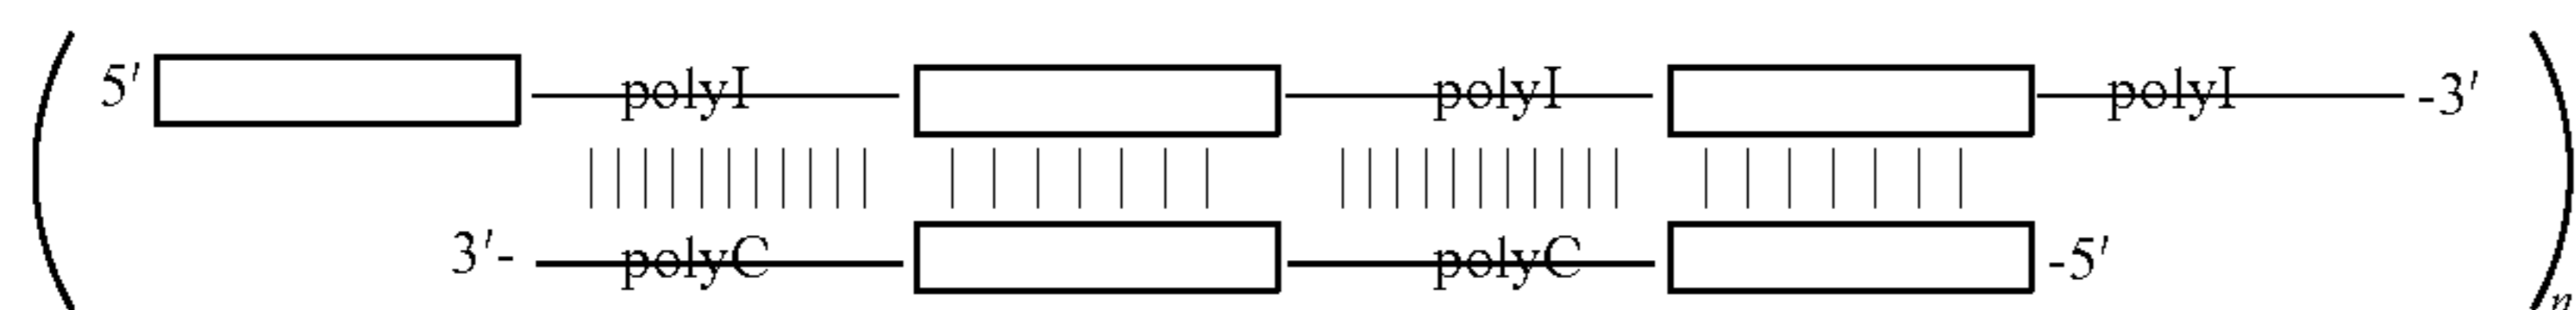 5′ polyI polyI polyI -3′
3′- polyC polyC -5′
n